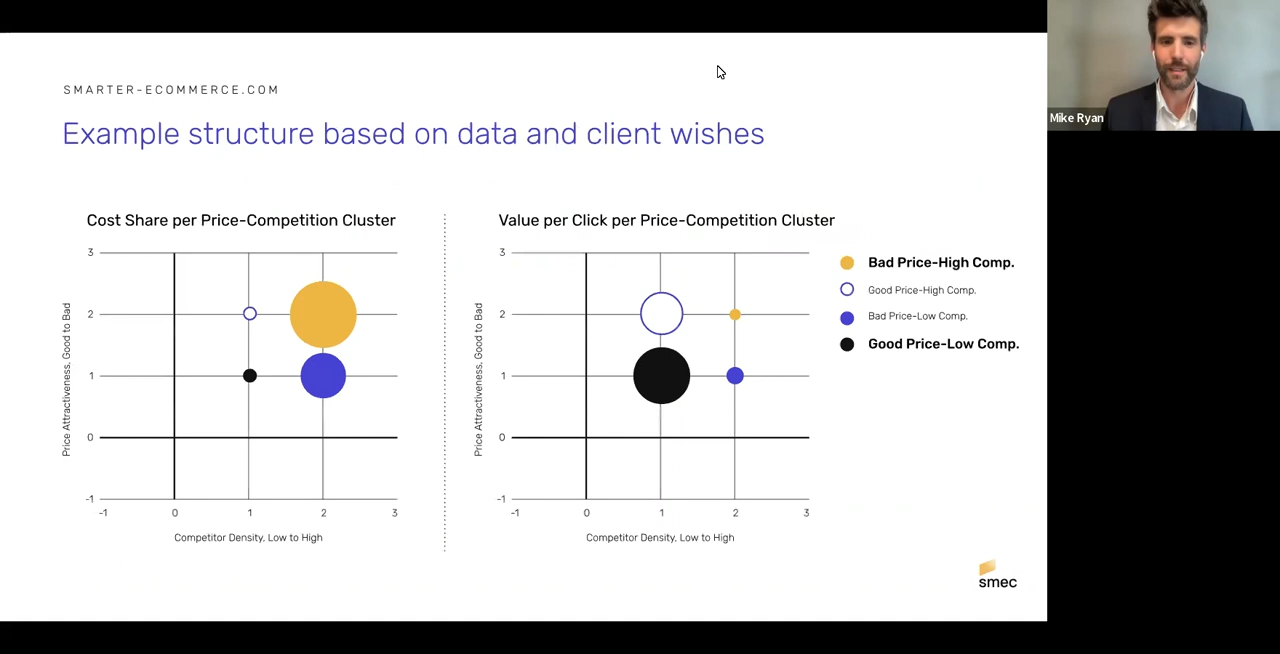 SMARTER-ECOMMERCE.COM
Example structure based on data and client wishes
Mike Ryan
Cost Share per Price-Competition Cluster
3
2
1
0
-1
-1 0 1 2 3
Price Attractiveness, Good to Bad
Competitor Density, Low to High
Value per Click per Price-Competition Cluster
3
2
1
0
-1
-1 0 1 2 3
Price Attractiveness, Good to Bad
Competitor Density, Low to High
Bad Price-High Comp.
Good Price-High Comp.
Bad Price-Low Comp.
Good Price-Low Comp.
smec